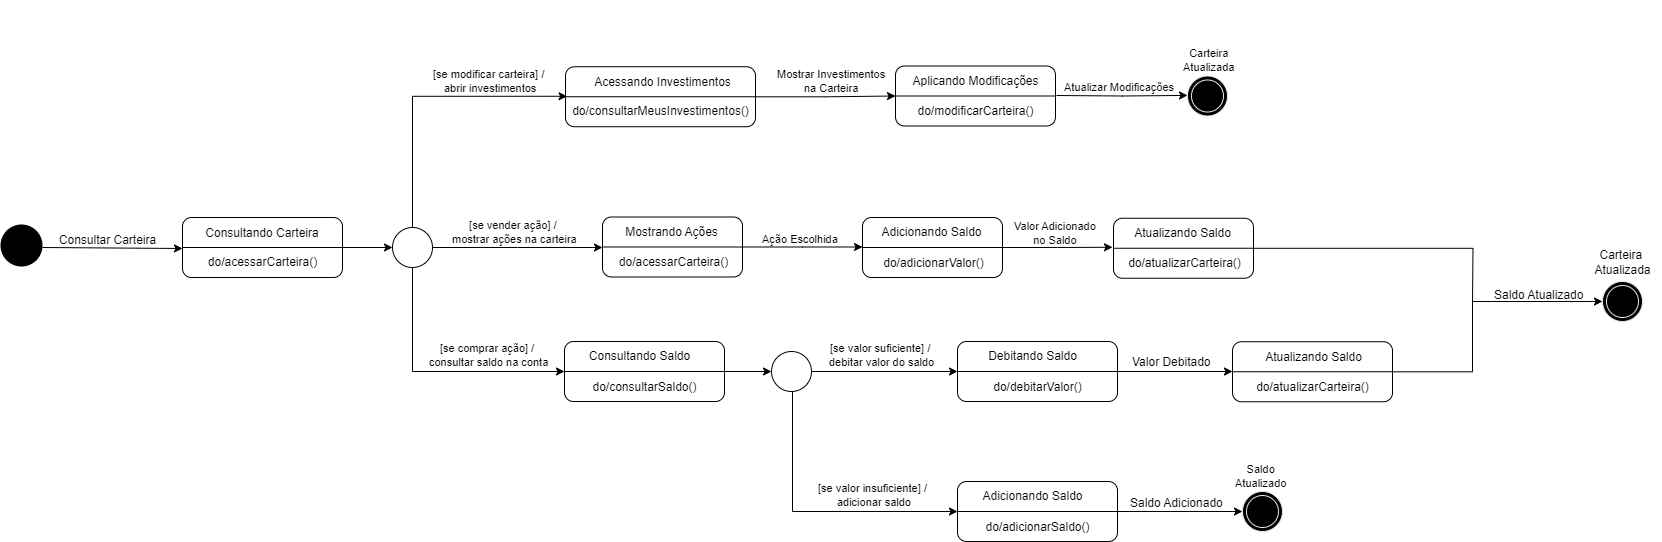 Carteira
Atualizada
[se modificar carteira] /
abrir investimentos
Acessando Investimentos
do/consultarMeusInvestimentos()
Mostrar Investimentos
na Carteira
Aplicando Modificações
do/modificarCarteira()
Atualizar Modificações
Consultar Carteira
Consultando Carteira
do/acessarCarteira()
[se vender ação] /
mostrar ações na carteira
Mostrando Ações
do/acessarCarteira()
Ação Escolhida
Adicionando Saldo
do/adicionarValor()
Valor Adicionado
no Saldo
Atualizando Saldo
do/atualizarCarteira()
Carteira
Atualizada
Saldo Atualizado
[se comprar ação] /
consultar saldo na conta
Consultando Saldo
do/consultarSaldo()
[se valor suficiente] /
debitar valor do saldo
Debitando Saldo
do/debitarValor()
Valor Debitado
Atualizando Saldo
do/atualizarCarteira()
[se valor insuficiente] /
adicionar saldo
Adicionando Saldo
do/adicionarSaldo()
Saldo Adicionado
Saldo
Atualizado